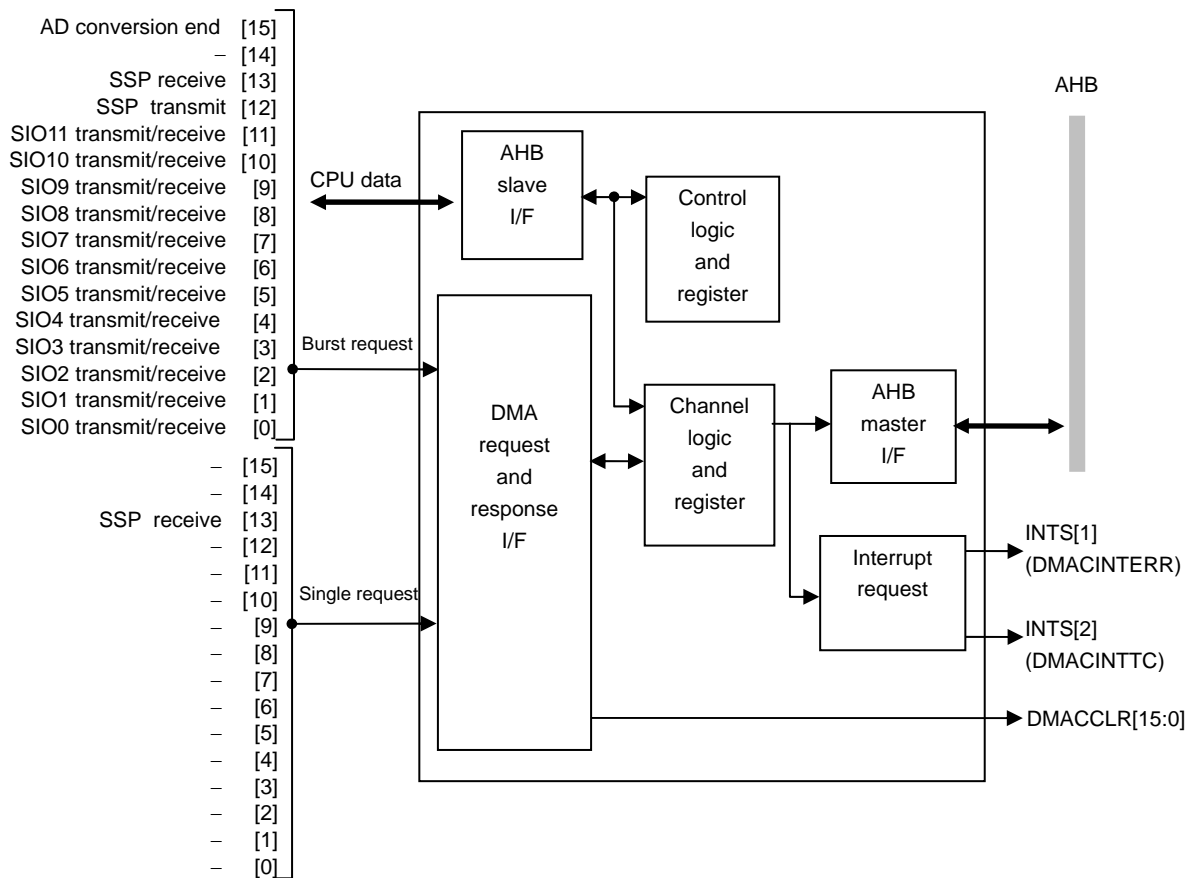 AD conversion end [15]
– [14]
SSP receive [13]
SSP transmit [12]
SIO11 transmit/receive [11]
SIO10 transmit/receive [10]
SIO9 transmit/receive [9]
SIO8 transmit/receive [8]
SIO7 transmit/receive [7]
SIO6 transmit/receive [6]
SIO5 transmit/receive [5]
SIO4 transmit/receive [4]
SIO3 transmit/receive [3]
SIO2 transmit/receive [2]
SIO1 transmit/receive [1]
SIO0 transmit/receive [0]
– [15]
– [14]
SSP receive [13]
– [12]
– [11]
– [10]
– [9]
– [8]
– [7]
– [6]
– [5]
– [4]
– [3]
– [2]
– [1]
– [0]
CPU data
Burst request
Single request
AHB
slave
I/F
Control
logic
and
register
DMA
request
and
response
I/F
Channel
logic
and
register
AHB
master
I/F
Interrupt
request
AHB
INTS[1]
(DMACINTERR)
INTS[2]
(DMACINTTC)
DMACCLR[15:0]